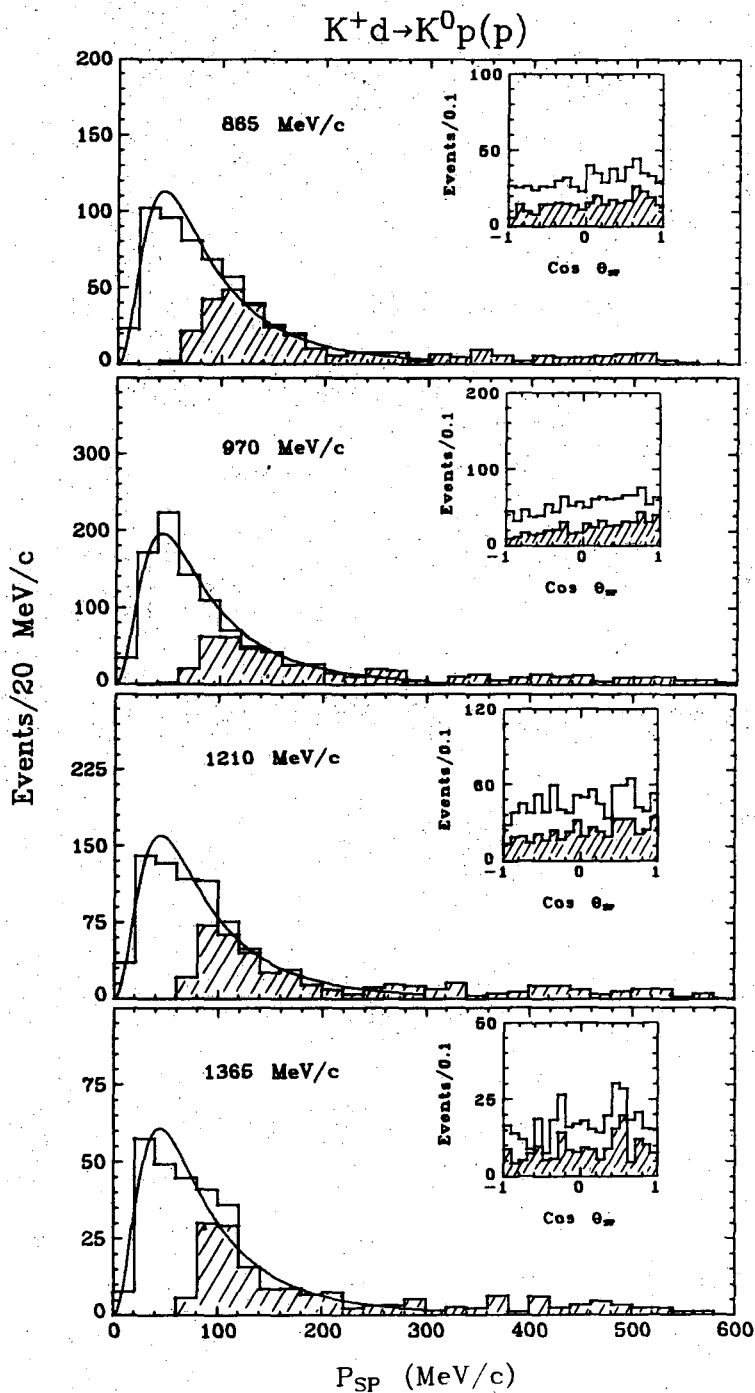 K⁺d→K⁰p(p)
865 MeV/c
200
150
100
50
0
Events/0.1
100
50
0
-1 0 1
Cos θ
970 MeV/c
300
200
100
0
Events/0.1
200
100
0
-1 0 1
Cos θ
Events/20 MeV/c
1210 MeV/c
225
150
75
0
Events/0.1
120
60
0
-1 0 1
Cos θ
1365 MeV/c
75
50
25
0
Events/0.1
50
25
0
-1 0 1
Cos θ
0 100 200 300 400 500 600
P_SP (MeV/c)